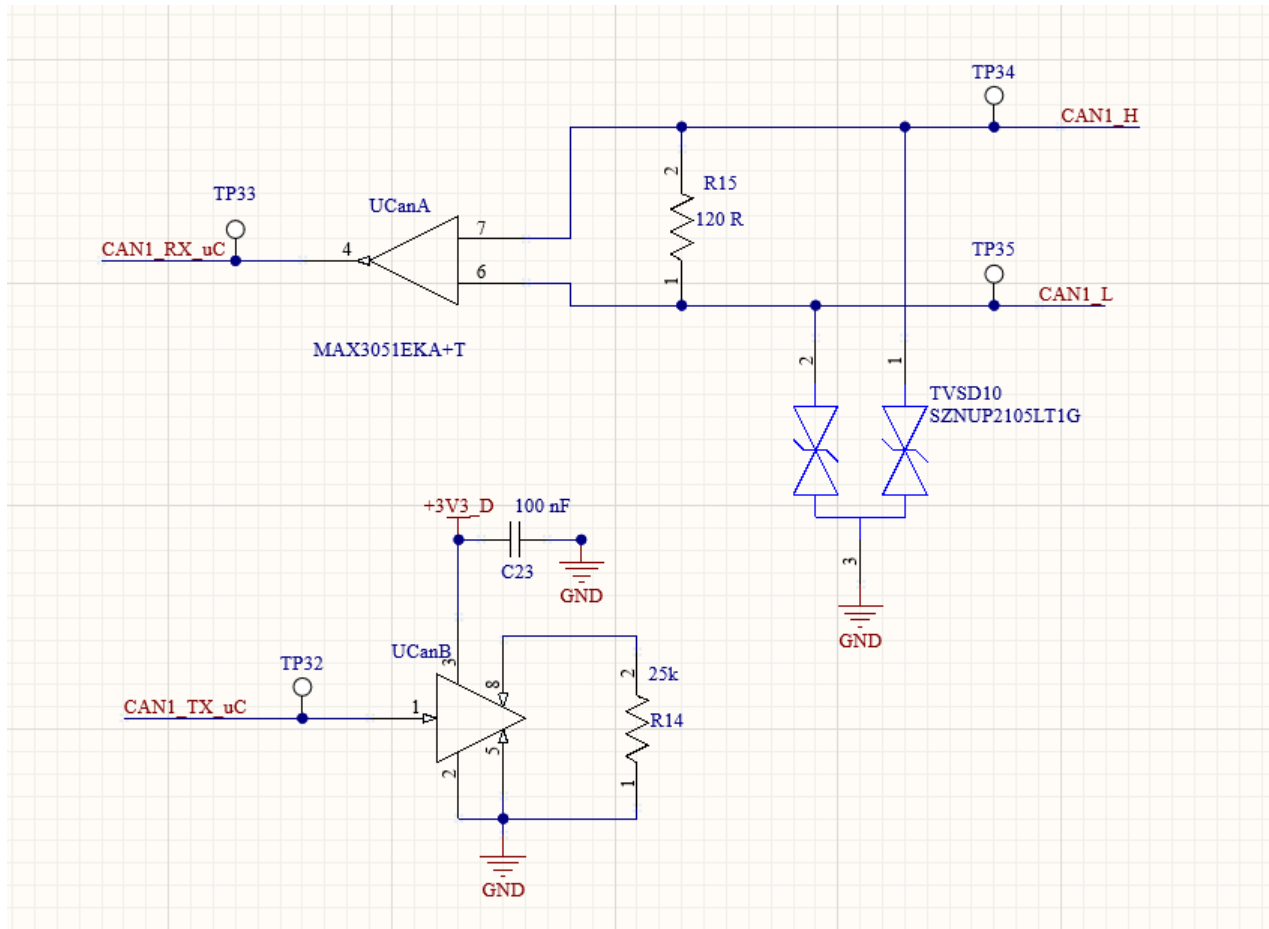 TP34
CAN1_H
2
R15
120 R
1
TP33
CAN1_RX_uC
UCanA
4
7
6
MAX3051EKA+T
TP35
CAN1_L
2
1
TVSD10
SZNUP2105LT1G
3
GND
+3V3_D
100 nF
C23
GND
TP32
CAN1_TX_uC
UCanB
3
1
8
5
2
2
25k
R14
1
GND